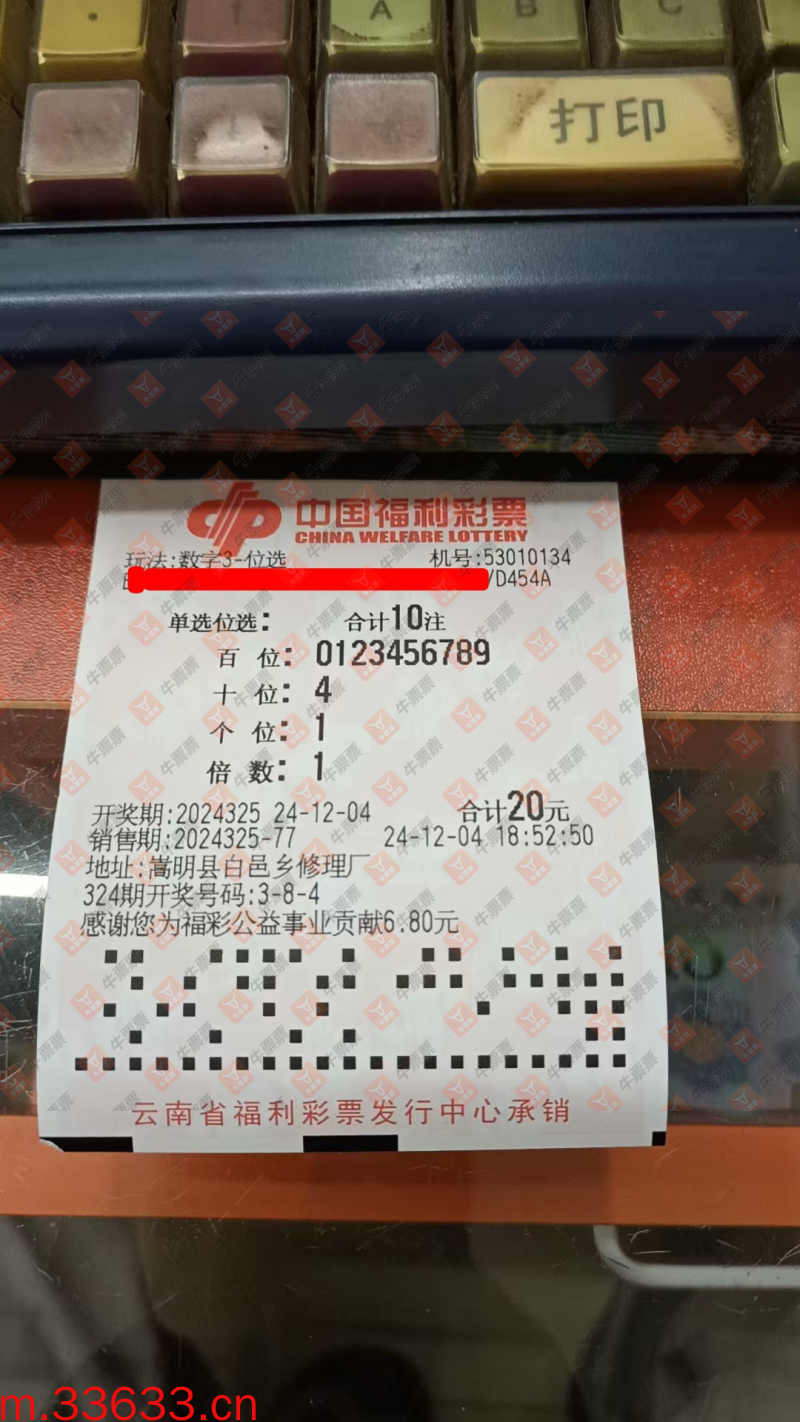 A B C
打印
中国福利彩票
CHINA WELFARE LOTTERY
玩法:数字3-位选 机号:53010134
/D454A
单选位选: 合计10注
百 位: 0123456789
十 位: 4
个 位: 1
倍 数: 1
开奖期:2024325 24-12-04 合计20元
销售期:2024325-77 24-12-04 18:52:50
地址:嵩明县白邑乡修理厂
324期开奖号码:3-8-4
感谢您为福彩公益事业贡献6.80元
云南省福利彩票发行中心承销
牛票票
m.33633.cn